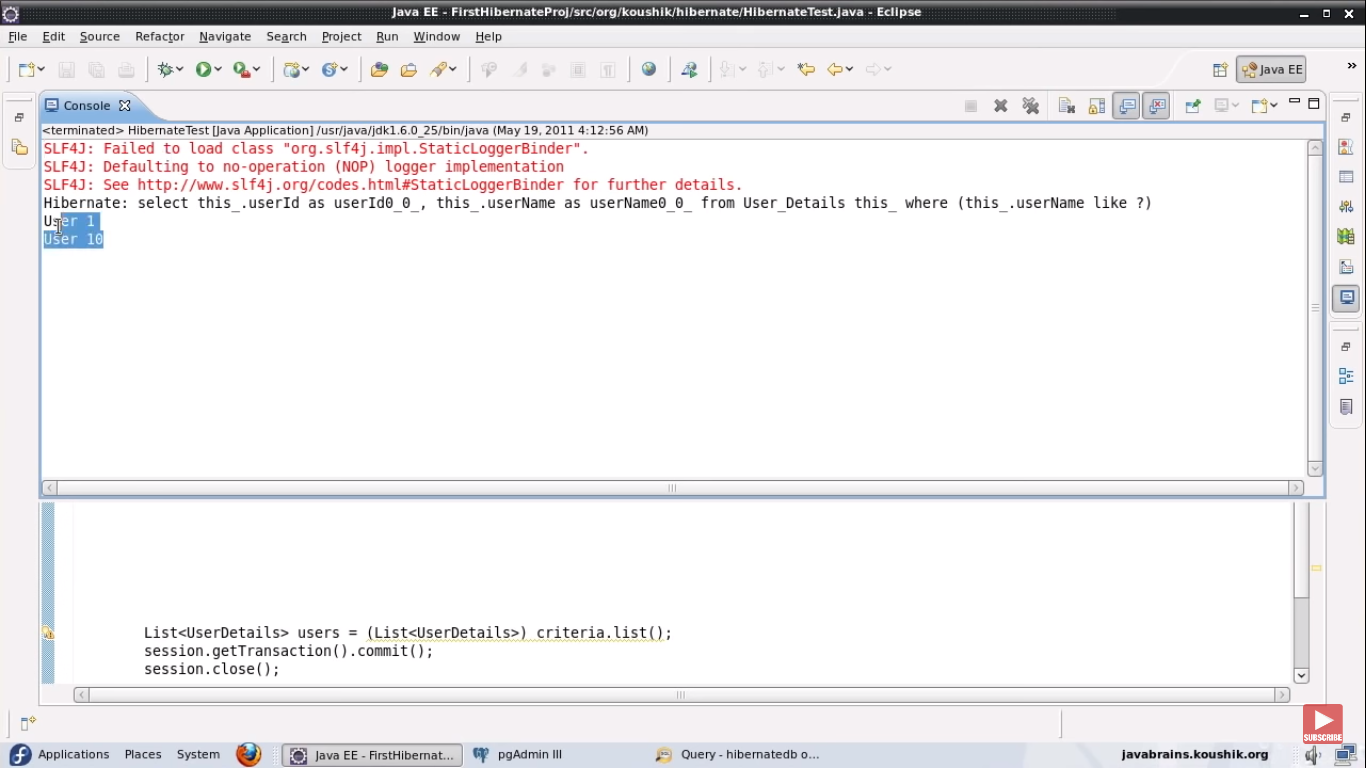 Java EE - FirstHibernateProj/src/org/koushik/hibernate/HibernateTest.java - Eclipse
File Edit Source Refactor Navigate Search Project Run Window Help
Java EE
Console
<terminated> HibernateTest [Java Application] /usr/java/jdk1.6.0_25/bin/java (May 19, 2011 4:12:56 AM)
SLF4J: Failed to load class "org.slf4j.impl.StaticLoggerBinder".
SLF4J: Defaulting to no-operation (NOP) logger implementation
SLF4J: See http://www.slf4j.org/codes.html#StaticLoggerBinder for further details.
Hibernate: select this_.userId as userId0_0_, this_.userName as userName0_0_ from User_Details this_ where (this_.userName like ?)
User 1
User 10
List<UserDetails> users = (List<UserDetails>) criteria.list();
session.getTransaction().commit();
session.close();
SUBSCRIBE
Applications Places System Java EE - FirstHibernat... pgAdmin III Query - hibernatedb o... javabrains.koushik.org